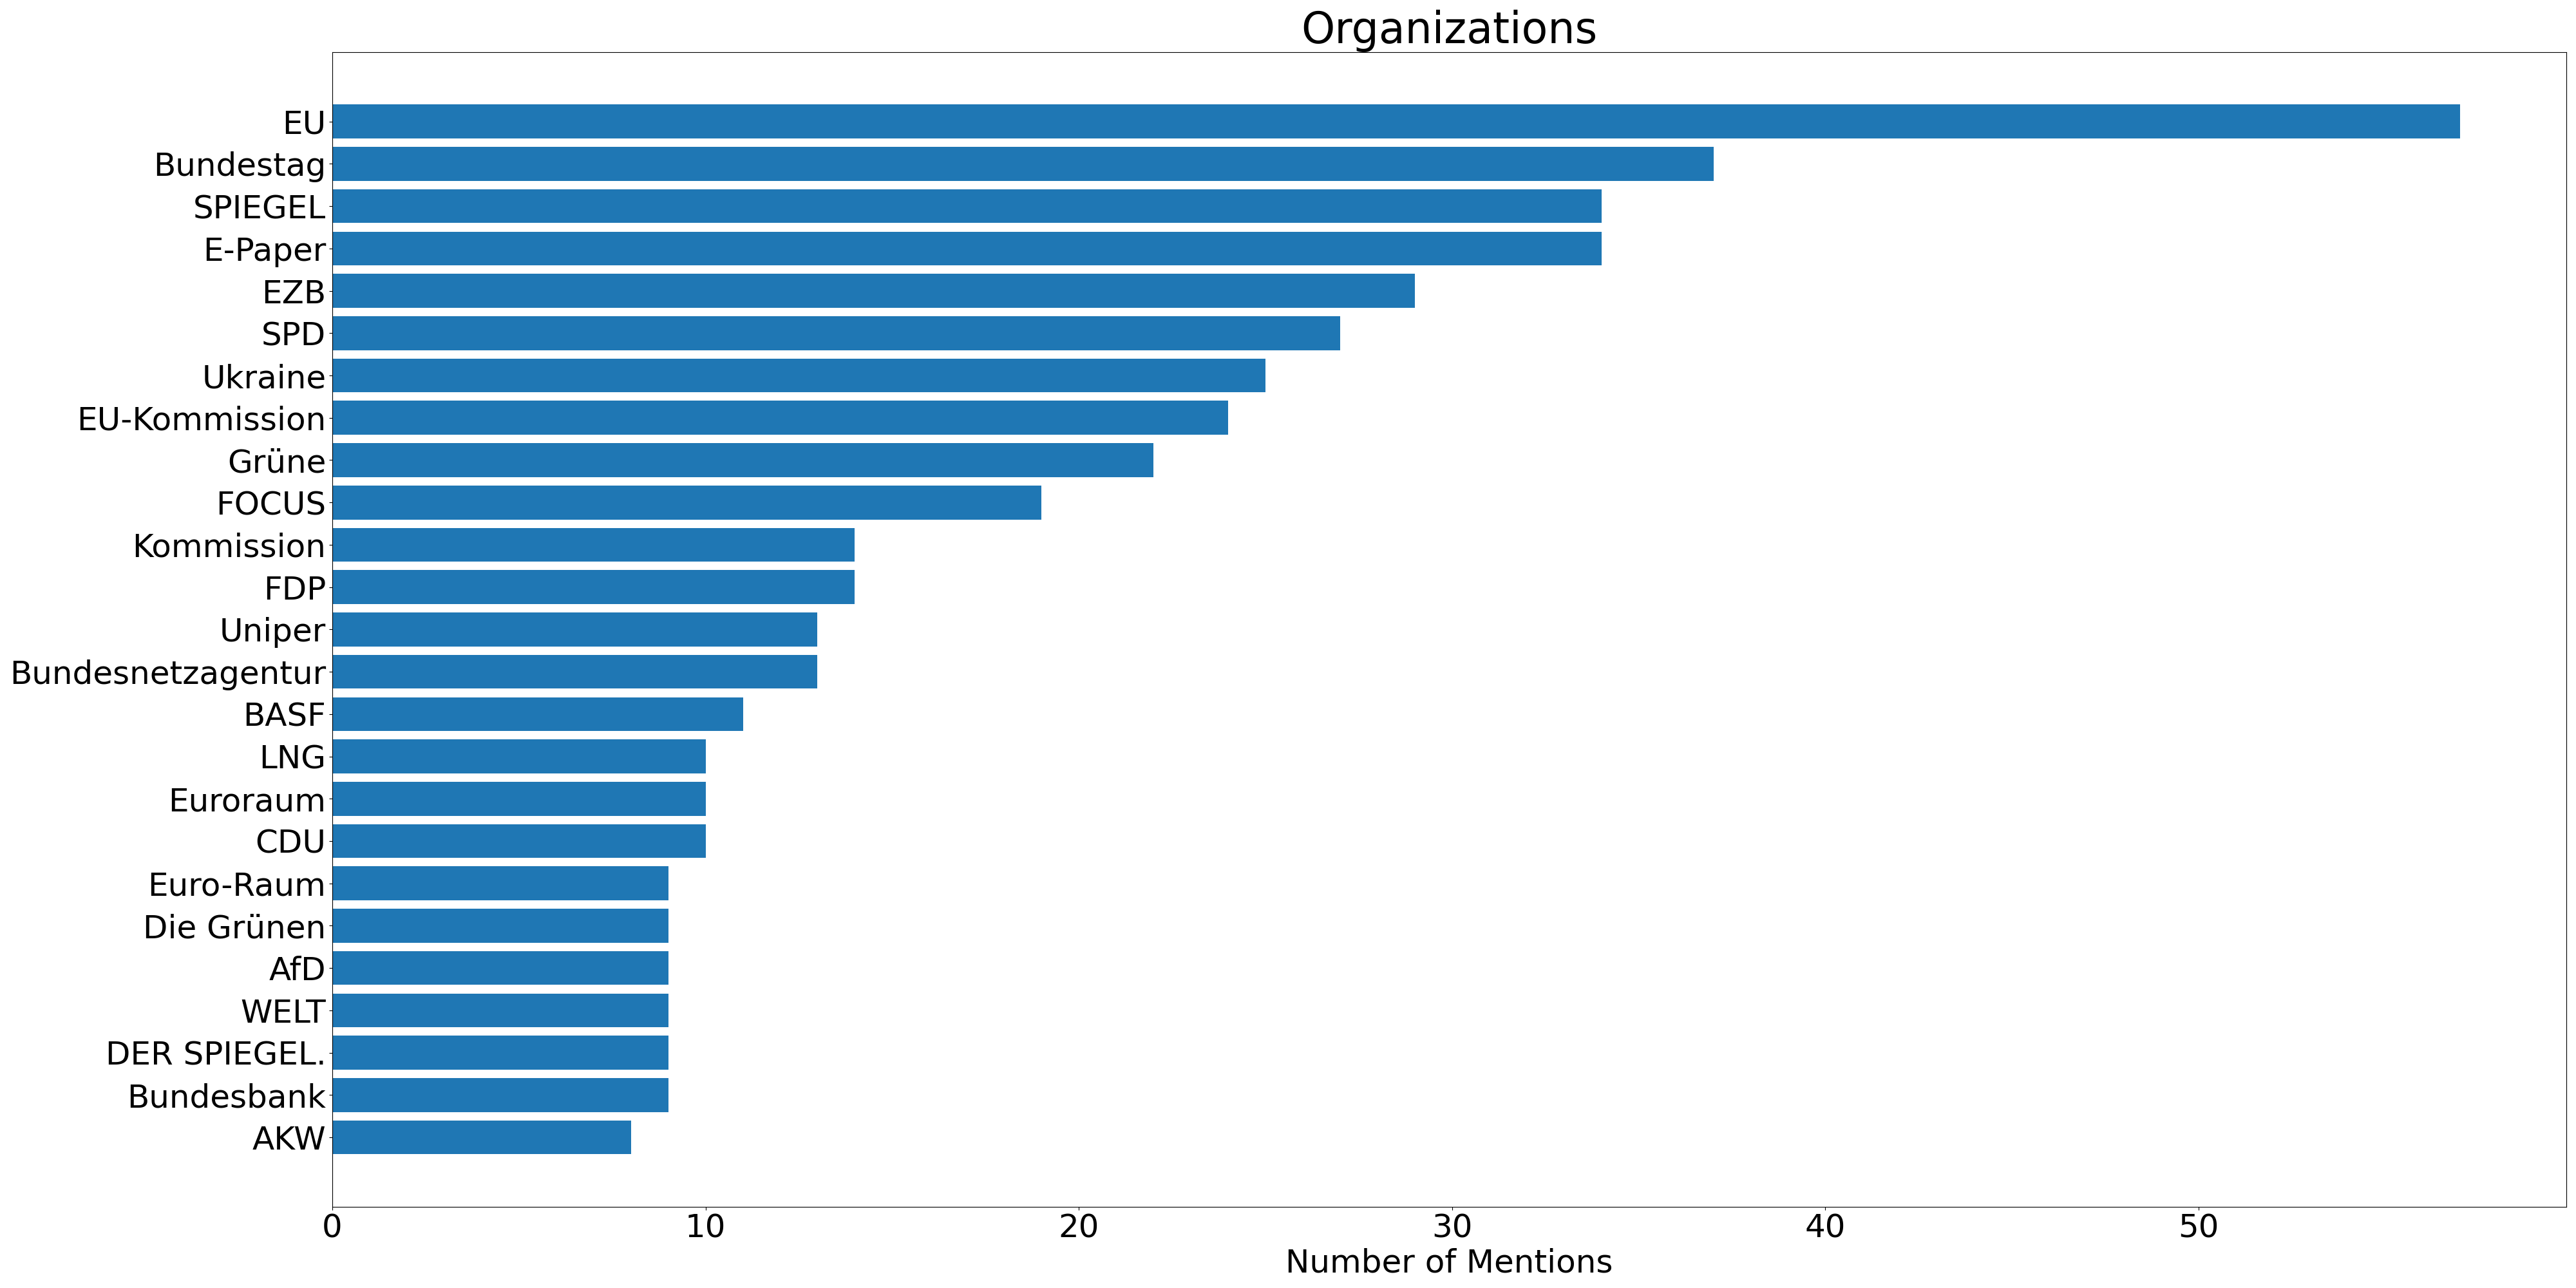 Organizations
EU
Bundestag
SPIEGEL
E-Paper
EZB
SPD
Ukraine
EU-Kommission
Grüne
FOCUS
Kommission
FDP
Uniper
Bundesnetzagentur
BASF
LNG
Euroraum
CDU
Euro-Raum
Die Grünen
AfD
WELT
DER SPIEGEL.
Bundesbank
AKW
0 10 20 30 40 50
Number of Mentions